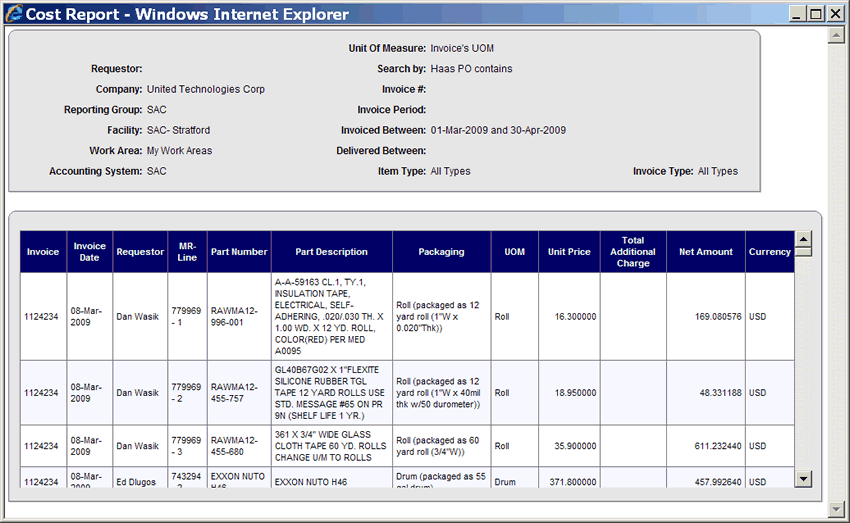 Cost Report - Windows Internet Explorer
Unit Of Measure: Invoice's UOM
Requestor: Search by: Haas PO contains
Company: United Technologies Corp Invoice #:
Reporting Group: SAC Invoice Period:
Facility: SAC- Stratford Invoiced Between: 01-Mar-2009 and 30-Apr-2009
Work Area: My Work Areas Delivered Between:
Accounting System: SAC Item Type: All Types Invoice Type: All Types
Invoice Invoice Date Requestor MR-Line Part Number Part Description Packaging UOM Unit Price Total Additional Charge Net Amount Currency
1124234
08-Mar-
2009
Dan Wasik
779969
- 1
RAWMA12-
996-001
A-A-59163 CL.1, TY.1,
INSULATION TAPE,
ELECTRICAL, SELF-
ADHERING, .020/.030 TH. X
1.00 WD. X 12 YD. ROLL,
COLOR(RED) PER MED
A0095
Roll (packaged as 12
yard roll (1"W x
0.020"Thk))
Roll
16.300000
169.080576
USD
1124234
08-Mar-
2009
Dan Wasik
779969
- 2
RAWMA12-
455-757
GL40B67G02 X 1"FLEXITE
SILICONE RUBBER TGL
TAPE 12 YARD ROLLS USE
STD. MESSAGE #65 ON PR
9N (SHELF LIFE 1 YR.)
Roll (packaged as 12
yard roll (1"W x 40mil
thk w/50 durometer))
Roll
18.950000
48.331188
USD
1124234
08-Mar-
2009
Dan Wasik
779969
- 3
RAWMA12-
455-680
361 X 3/4" WIDE GLASS
CLOTH TAPE 60 YD. ROLLS
CHANGE U/M TO ROLLS
Roll (packaged as 60
yard roll (3/4"W))
Roll
35.900000
611.232440
USD
1124234
08-Mar-
2009
Ed Dlugos
743294
EXXON NUTO
H46
EXXON NUTO H46
Drum (packaged as 55
gal drum)
Drum
371.800000
457.992640
USD